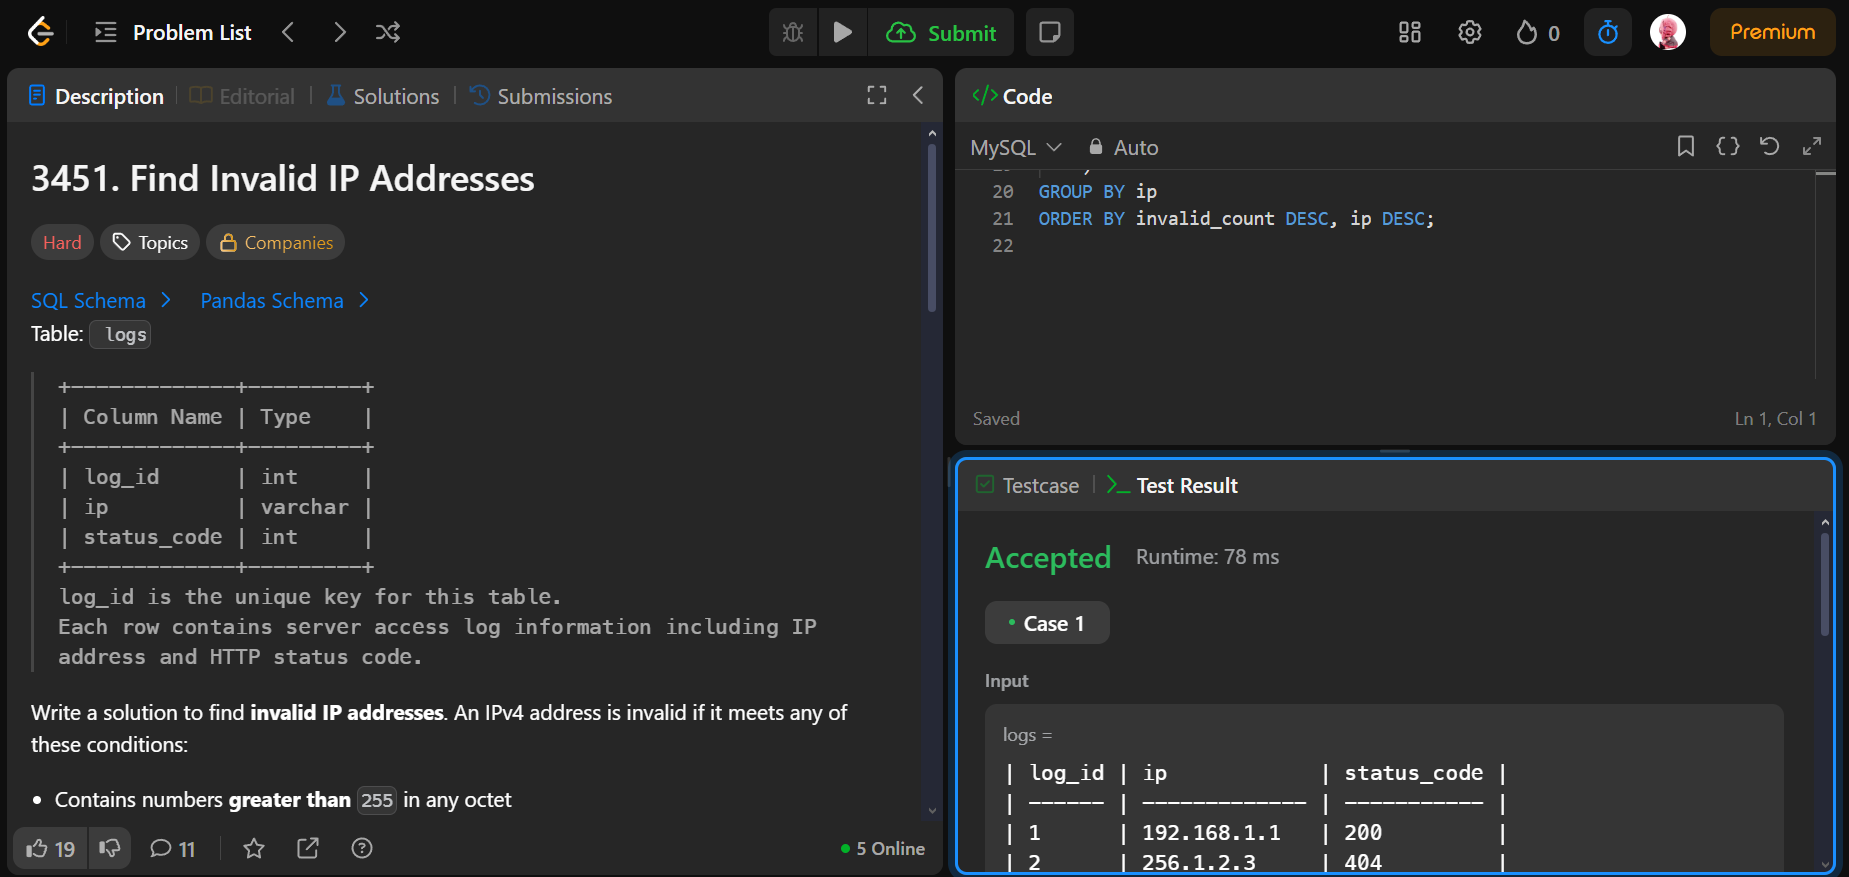 Problem List
Submit
0
Premium
Description
Editorial
Solutions
Submissions
3451. Find Invalid IP Addresses
Hard
Topics
Companies
SQL Schema
Pandas Schema
Table: logs
+-------------+---------+
| Column Name | Type    |
+-------------+---------+
| log_id      | int     |
| ip          | varchar |
| status_code | int     |
+-------------+---------+
log_id is the unique key for this table.
Each row contains server access log information including IP
address and HTTP status code.
Write a solution to find invalid IP addresses. An IPv4 address is invalid if it meets any of
these conditions:
• Contains numbers greater than 255 in any octet
19
11
5 Online
</> Code
MySQL
Auto
20 GROUP BY ip
21 ORDER BY invalid_count DESC, ip DESC;
22
Saved
Ln 1, Col 1
Testcase
Test Result
Accepted
Runtime: 78 ms
• Case 1
Input
logs =
| log_id | ip            | status_code |
| ------ | ------------- | ----------- |
| 1      | 192.168.1.1   | 200         |
| 2      | 256.1.2.3     | 404         |